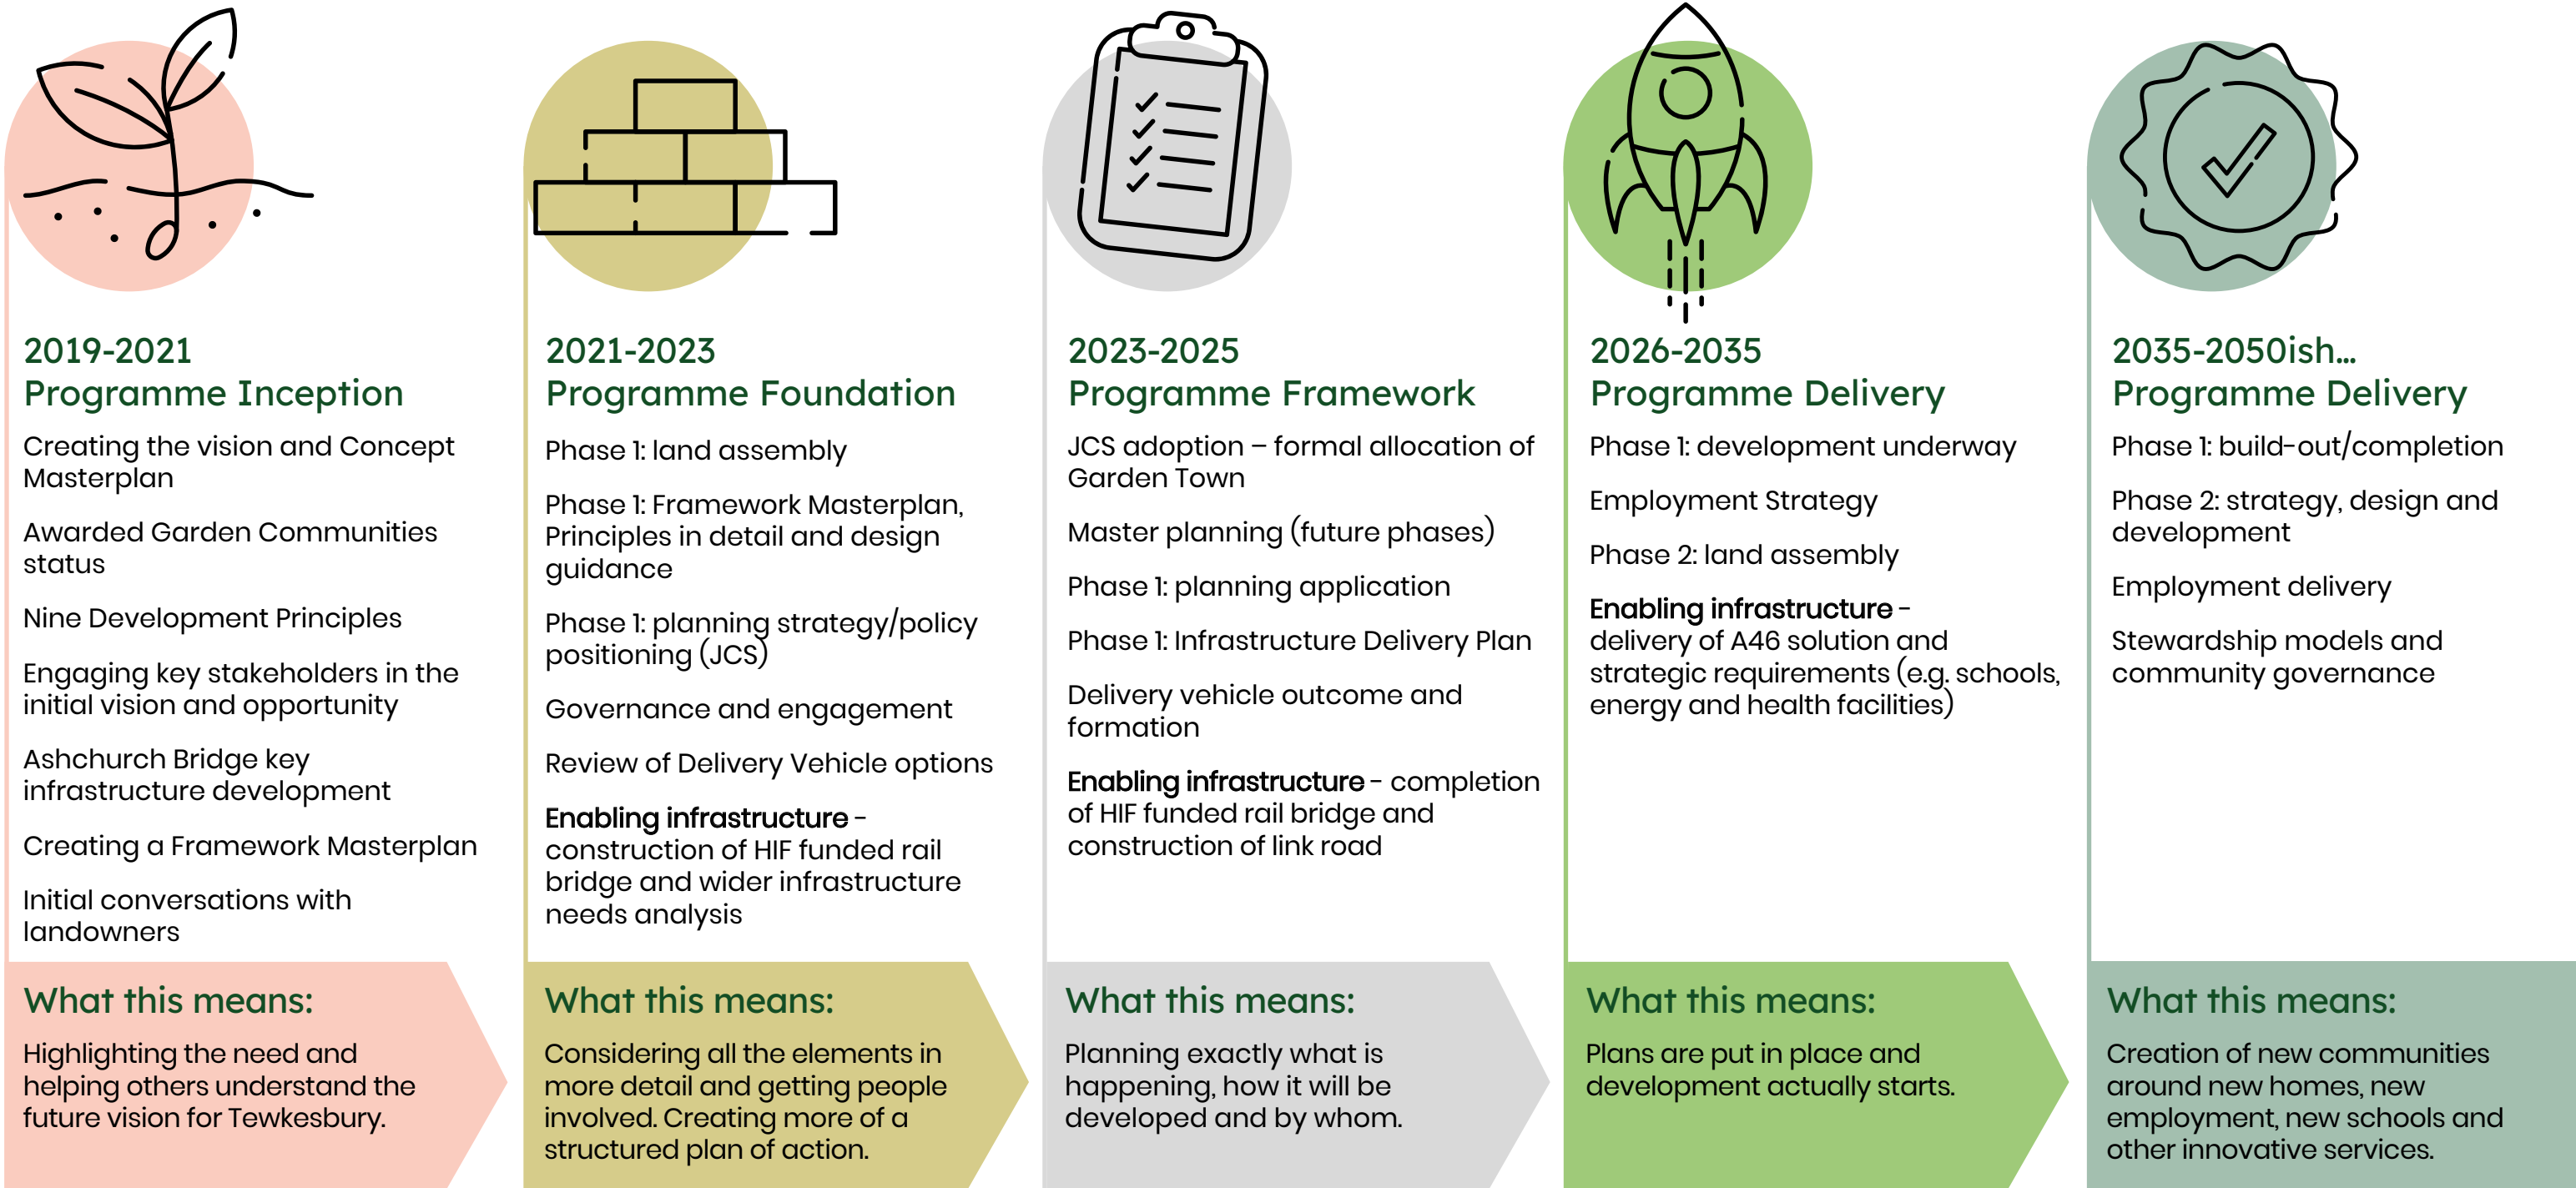 2019-2021
Programme Inception
Creating the vision and Concept
Masterplan
Awarded Garden Communities
status
Nine Development Principles
Engaging key stakeholders in the
initial vision and opportunity
Ashchurch Bridge key
infrastructure development
Creating a Framework Masterplan
Initial conversations with
landowners
What this means:
Highlighting the need and
helping others understand the
future vision for Tewkesbury.
2021-2023
Programme Foundation
Phase 1: land assembly
Phase 1: Framework Masterplan,
Principles in detail and design
guidance
Phase 1: planning strategy/policy
positioning (JCS)
Governance and engagement
Review of Delivery Vehicle options
Enabling infrastructure -
construction of HIF funded rail
bridge and wider infrastructure
needs analysis
What this means:
Considering all the elements in
more detail and getting people
involved. Creating more of a
structured plan of action.
2023-2025
Programme Framework
JCS adoption – formal allocation of
Garden Town
Master planning (future phases)
Phase 1: planning application
Phase 1: Infrastructure Delivery Plan
Delivery vehicle outcome and
formation
Enabling infrastructure - completion
of HIF funded rail bridge and
construction of link road
What this means:
Planning exactly what is
happening, how it will be
developed and by whom.
2026-2035
Programme Delivery
Phase 1: development underway
Employment Strategy
Phase 2: land assembly
Enabling infrastructure -
delivery of A46 solution and
strategic requirements (e.g. schools,
energy and health facilities)
What this means:
Plans are put in place and
development actually starts.
2035-2050ish...
Programme Delivery
Phase 1: build-out/completion
Phase 2: strategy, design and
development
Employment delivery
Stewardship models and
community governance
What this means:
Creation of new communities
around new homes, new
employment, new schools and
other innovative services.